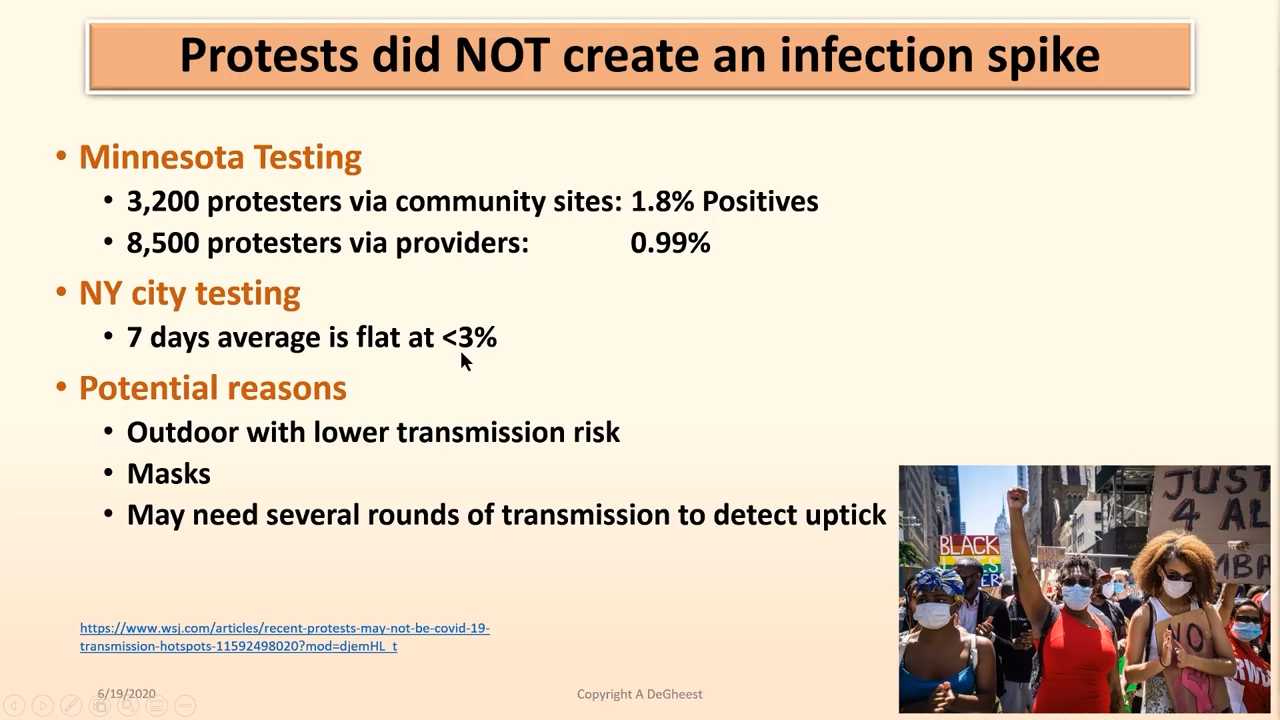 Protests did NOT create an infection spike
• Minnesota Testing
• 3,200 protesters via community sites: 1.8% Positives
• 8,500 protesters via providers: 0.99%
• NY city testing
• 7 days average is flat at <3%
• Potential reasons
• Outdoor with lower transmission risk
• Masks
• May need several rounds of transmission to detect uptick
JUST
4 AL
BLACK
NO
https://www.wsj.com/articles/recent-protests-may-not-be-covid-19-
transmission-hotspots-11592498020?mod=djemHL_t
6/19/2020
Copyright A DeGheest